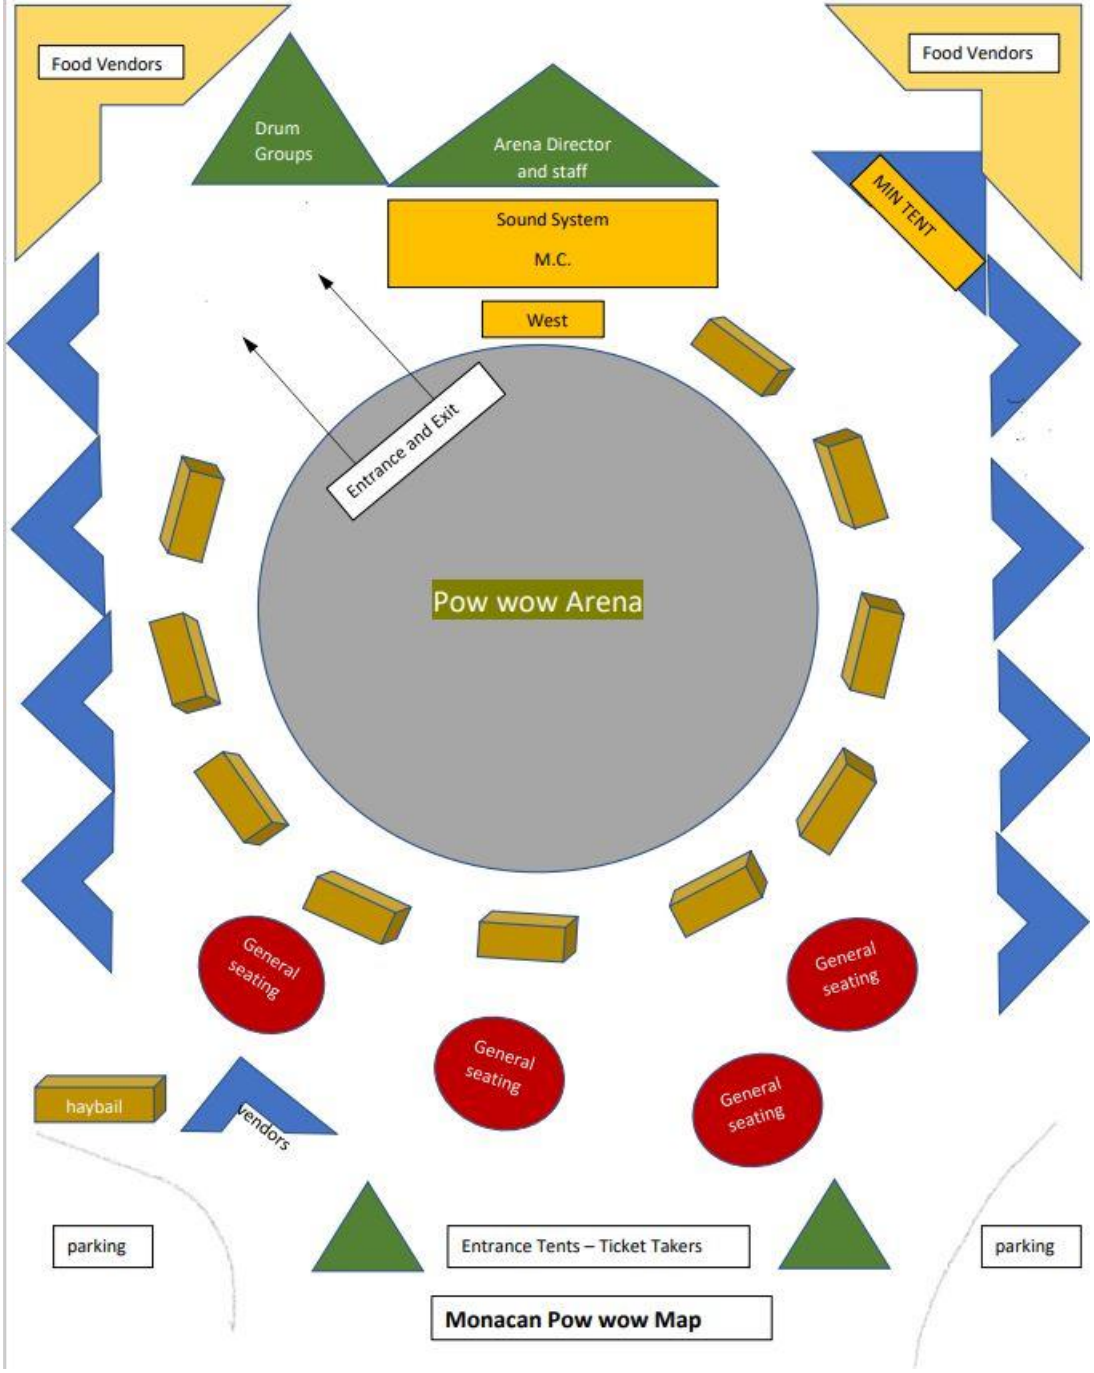 Food Vendors
Food Vendors
Drum
Groups
Arena Director
and staff
MIN TENT
Sound System
M.C.
West
Entrance and Exit
Pow wow Arena
General
seating
General
seating
General
seating
General
seating
haybail
vendors
parking
Entrance Tents – Ticket Takers
parking
Monacan Pow wow Map